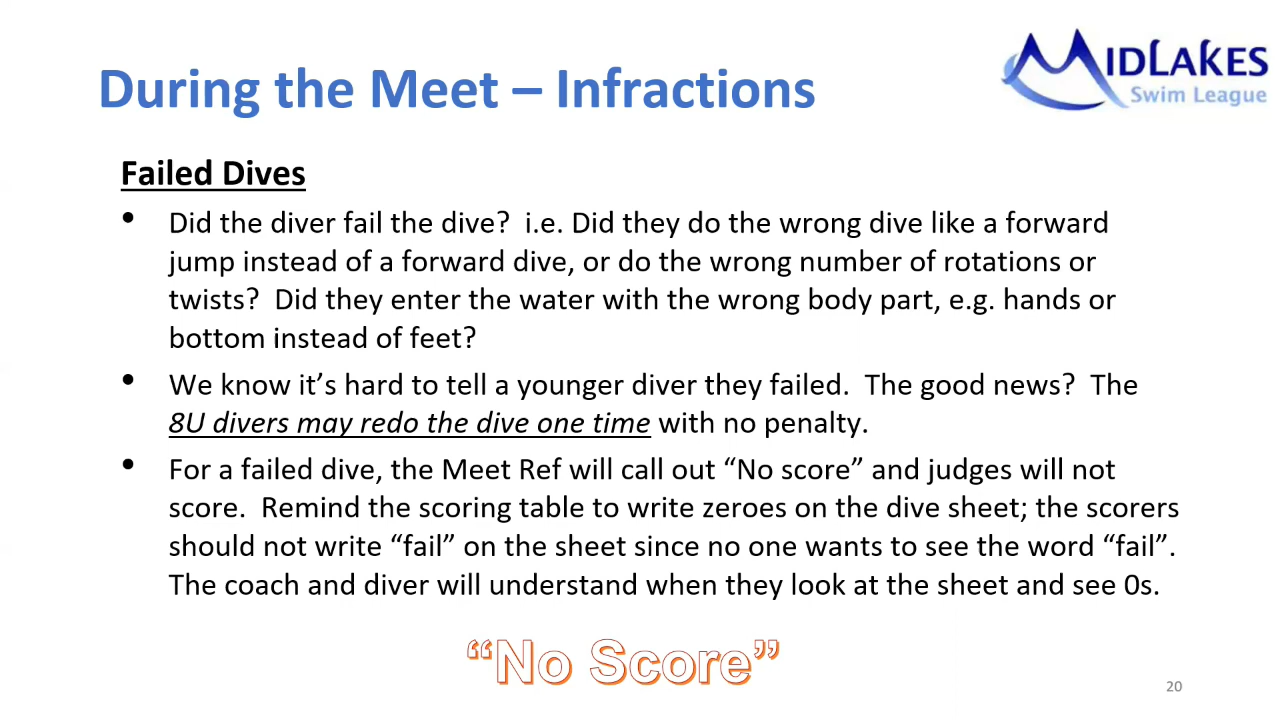 During the Meet – Infractions
MIDLAKES
Swim League
Failed Dives
• Did the diver fail the dive?  i.e. Did they do the wrong dive like a forward
jump instead of a forward dive, or do the wrong number of rotations or
twists?  Did they enter the water with the wrong body part, e.g. hands or
bottom instead of feet?
• We know it’s hard to tell a younger diver they failed.  The good news?  The
8U divers may redo the dive one time with no penalty.
• For a failed dive, the Meet Ref will call out “No score” and judges will not
score.  Remind the scoring table to write zeroes on the dive sheet; the scorers
should not write “fail” on the sheet since no one wants to see the word “fail”.
The coach and diver will understand when they look at the sheet and see 0s.
“No Score”
20